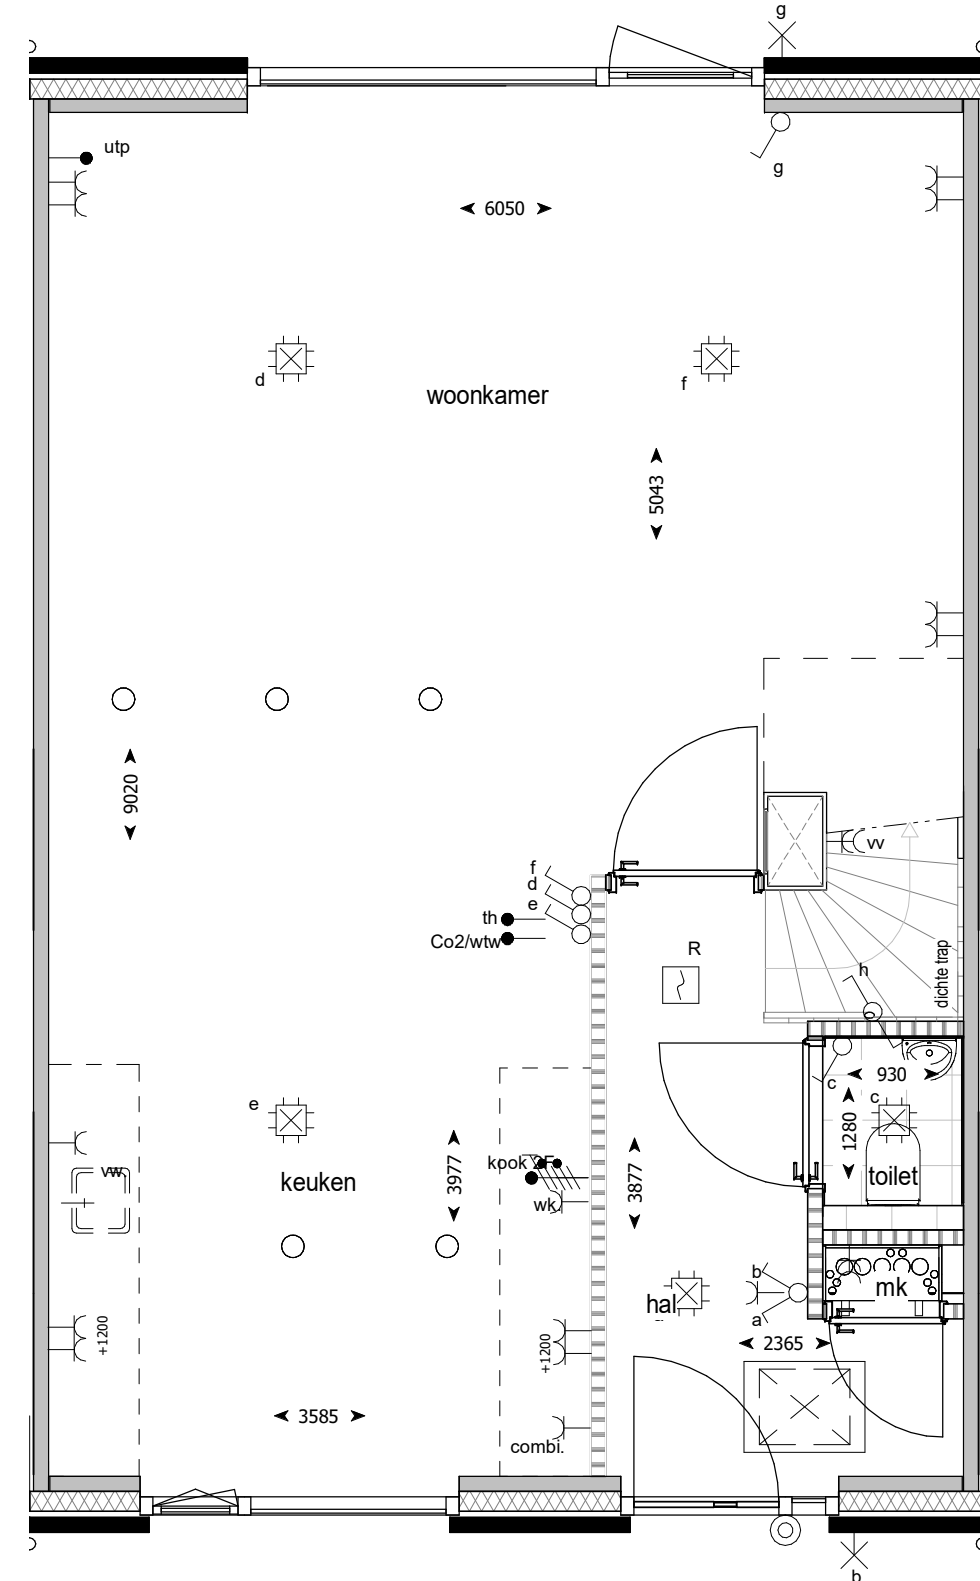 g
utp
g
6050
d
f
woonkamer
5043
9020
vv
f
d
e
th
Co2/wtw
R
h
dichte trap
930
c
c
1280
e
vw
keuken
3977
kook 2F
wk.
3877
toilet
b
mk
hal
a
+1200
+1200
2365
3585
combi.
b